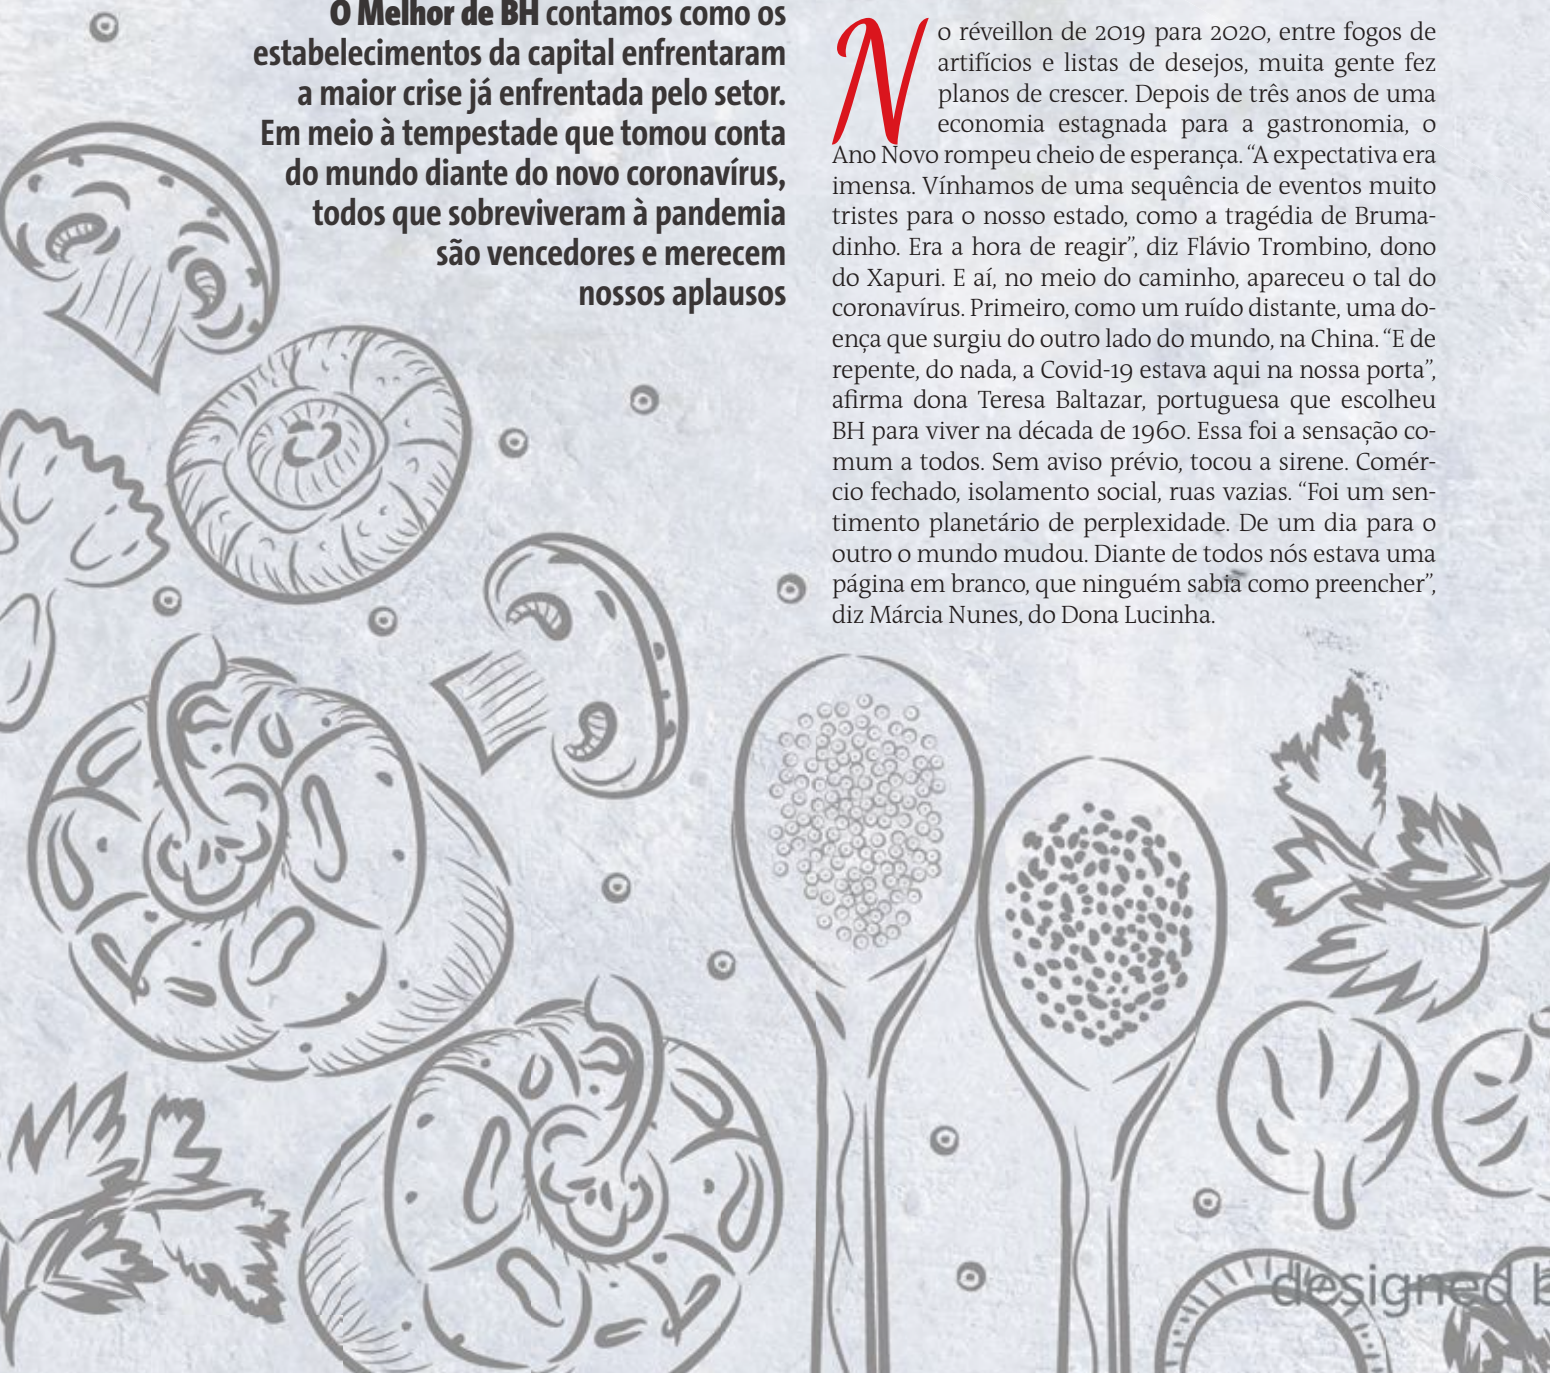 O Melhor de BH contamos como os
estabelecimentos da capital enfrentaram
a maior crise já enfrentada pelo setor.
Em meio à tempestade que tomou conta
do mundo diante do novo coronavírus,
todos que sobreviveram à pandemia
são vencedores e merecem
nossos aplausos
No réveillon de 2019 para 2020, entre fogos de
artifícios e listas de desejos, muita gente fez
planos de crescer. Depois de três anos de uma
economia estagnada para a gastronomia, o
Ano Novo rompeu cheio de esperança. “A expectativa era
imensa. Vínhamos de uma sequência de eventos muito
tristes para o nosso estado, como a tragédia de Bruma-
dinho. Era a hora de reagir”, diz Flávio Trombino, dono
do Xapuri. E aí, no meio do caminho, apareceu o tal do
coronavírus. Primeiro, como um ruído distante, uma do-
ença que surgiu do outro lado do mundo, na China. “E de
repente, do nada, a Covid-19 estava aqui na nossa porta”,
afirma dona Teresa Baltazar, portuguesa que escolheu
BH para viver na década de 1960. Essa foi a sensação co-
mum a todos. Sem aviso prévio, tocou a sirene. Comér-
cio fechado, isolamento social, ruas vazias. “Foi um sen-
timento planetário de perplexidade. De um dia para o
outro o mundo mudou. Diante de todos nós estava uma
página em branco, que ninguém sabia como preencher”,
diz Márcia Nunes, do Dona Lucinha.
designed b